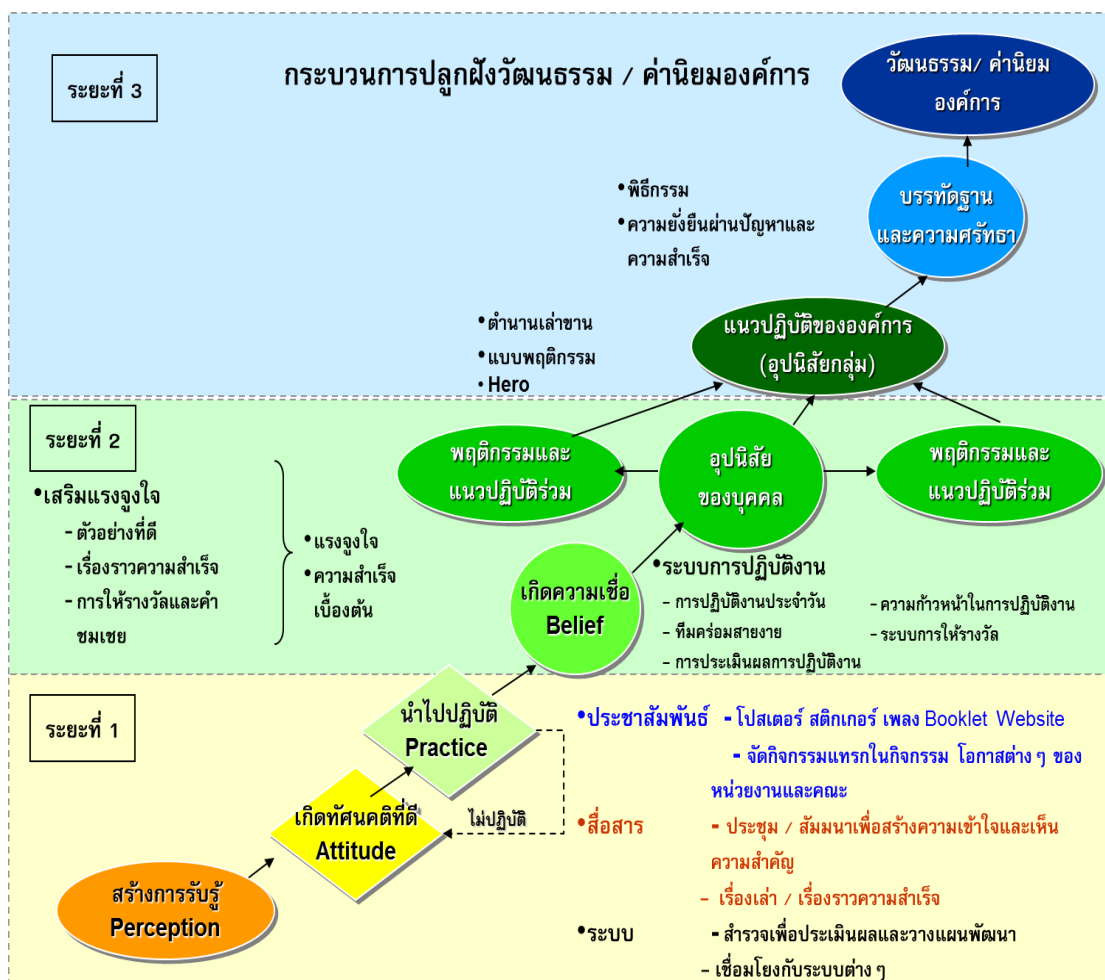 ระยะที่ 3
กระบวนการปลูกฝังวัฒนธรรม / ค่านิยมองค์การ
วัฒนธรรม/ ค่านิยม
องค์การ
• พิธีกรรม
• ความยั่งยืนผ่านปัญหาและ
ความสำเร็จ
บรรทัดฐาน
และความศรัทธา
• ตำนานเล่าขาน
• แบบพฤติกรรม
• Hero
แนวปฏิบัติขององค์การ
(อุปนิสัยกลุ่ม)
ระยะที่ 2
• เสริมแรงจูงใจ
– ตัวอย่างที่ดี
– เรื่องราวความสำเร็จ
– การให้รางวัลและคำ
ชมเชย
• แรงจูงใจ
• ความสำเร็จ
เบื้องต้น
พฤติกรรมและ
แนวปฏิบัติร่วม
อุปนิสัย
ของบุคคล
พฤติกรรมและ
แนวปฏิบัติร่วม
เกิดความเชื่อ
Belief
• ระบบการปฏิบัติงาน
– การปฏิบัติงานประจำวัน
– ทีมคร่อมสายงาย
– การประเมินผลการปฏิบัติงาน
– ความก้าวหน้าในการปฏิบัติงาน
– ระบบการให้รางวัล
ระยะที่ 1
นำไปปฏิบัติ
Practice
ไม่ปฏิบัติ
เกิดทัศนคติที่ดี
Attitude
สร้างการรับรู้
Perception
• ประชาสัมพันธ์ - โปสเตอร์ สติกเกอร์ เพลง Booklet Website
- จัดกิจกรรมแทรกในกิจกรรม โอกาสต่าง ๆ ของ
หน่วยงานและคณะ
• สื่อสาร - ประชุม / สัมมนาเพื่อสร้างความเข้าใจและเห็น
ความสำคัญ
– เรื่องเล่า / เรื่องราวความสำเร็จ
• ระบบ - สำรวจเพื่อประเมินผลและวางแผนพัฒนา
– เชื่อมโยงกับระบบต่าง ๆ